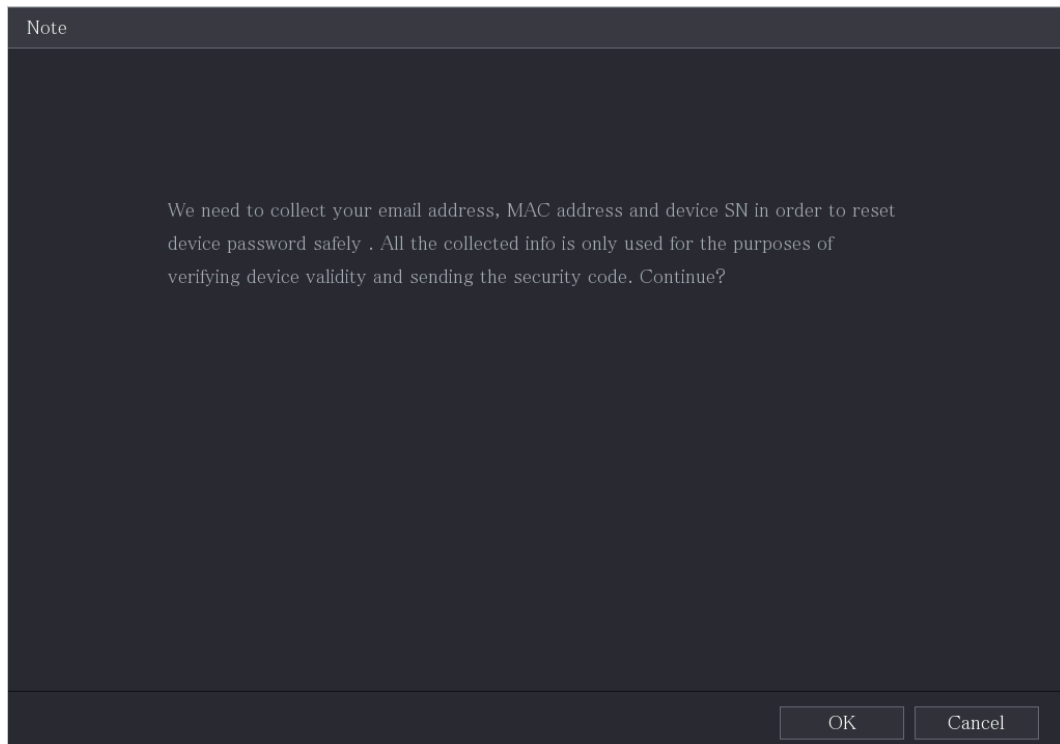 Note
We need to collect your email address, MAC address and device SN in order to reset
device password safely . All the collected info is only used for the purposes of
verifying device validity and sending the security code. Continue?
OK
Cancel